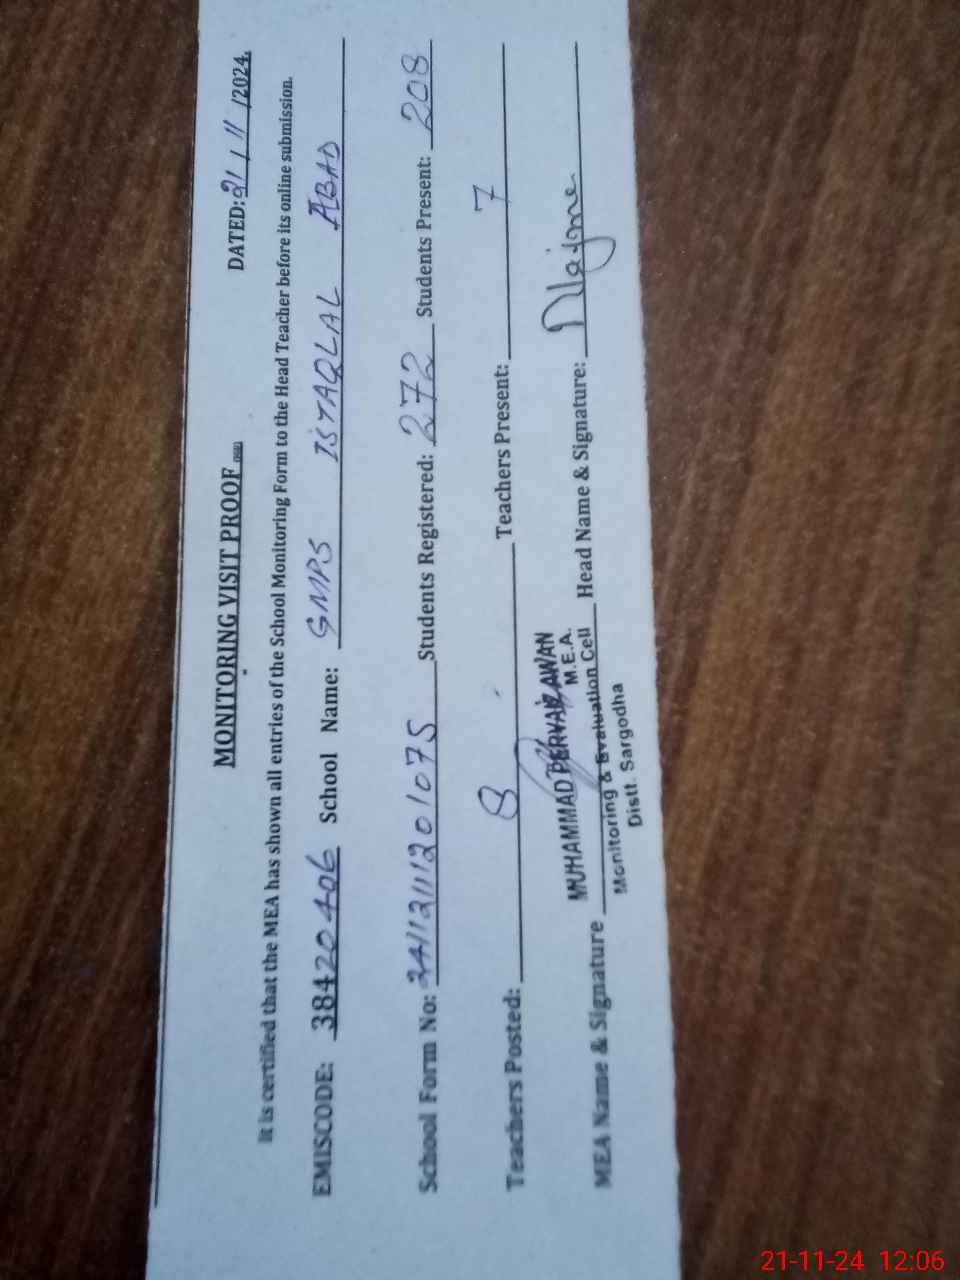 MONITORING VISIT PROOF
DATED: 21/11/2024.
It is certified that the MEA has shown all entries of the School Monitoring Form to the Head Teacher before its online submission.
EMISCODE: 38420406 School Name: GMPS ISTAQLAL ABAD
School Form No: 24112111201075 Students Registered: 272 Students Present: 208
Teachers Posted: 8 Teachers Present: 7
MUHAMMAD PERVAIZ AWAN
M.E.A.
MEA Name & Signature Monitoring & Evaluation Cell Head Name & Signature:
Distt. Sargodha
21-11-24 12:06